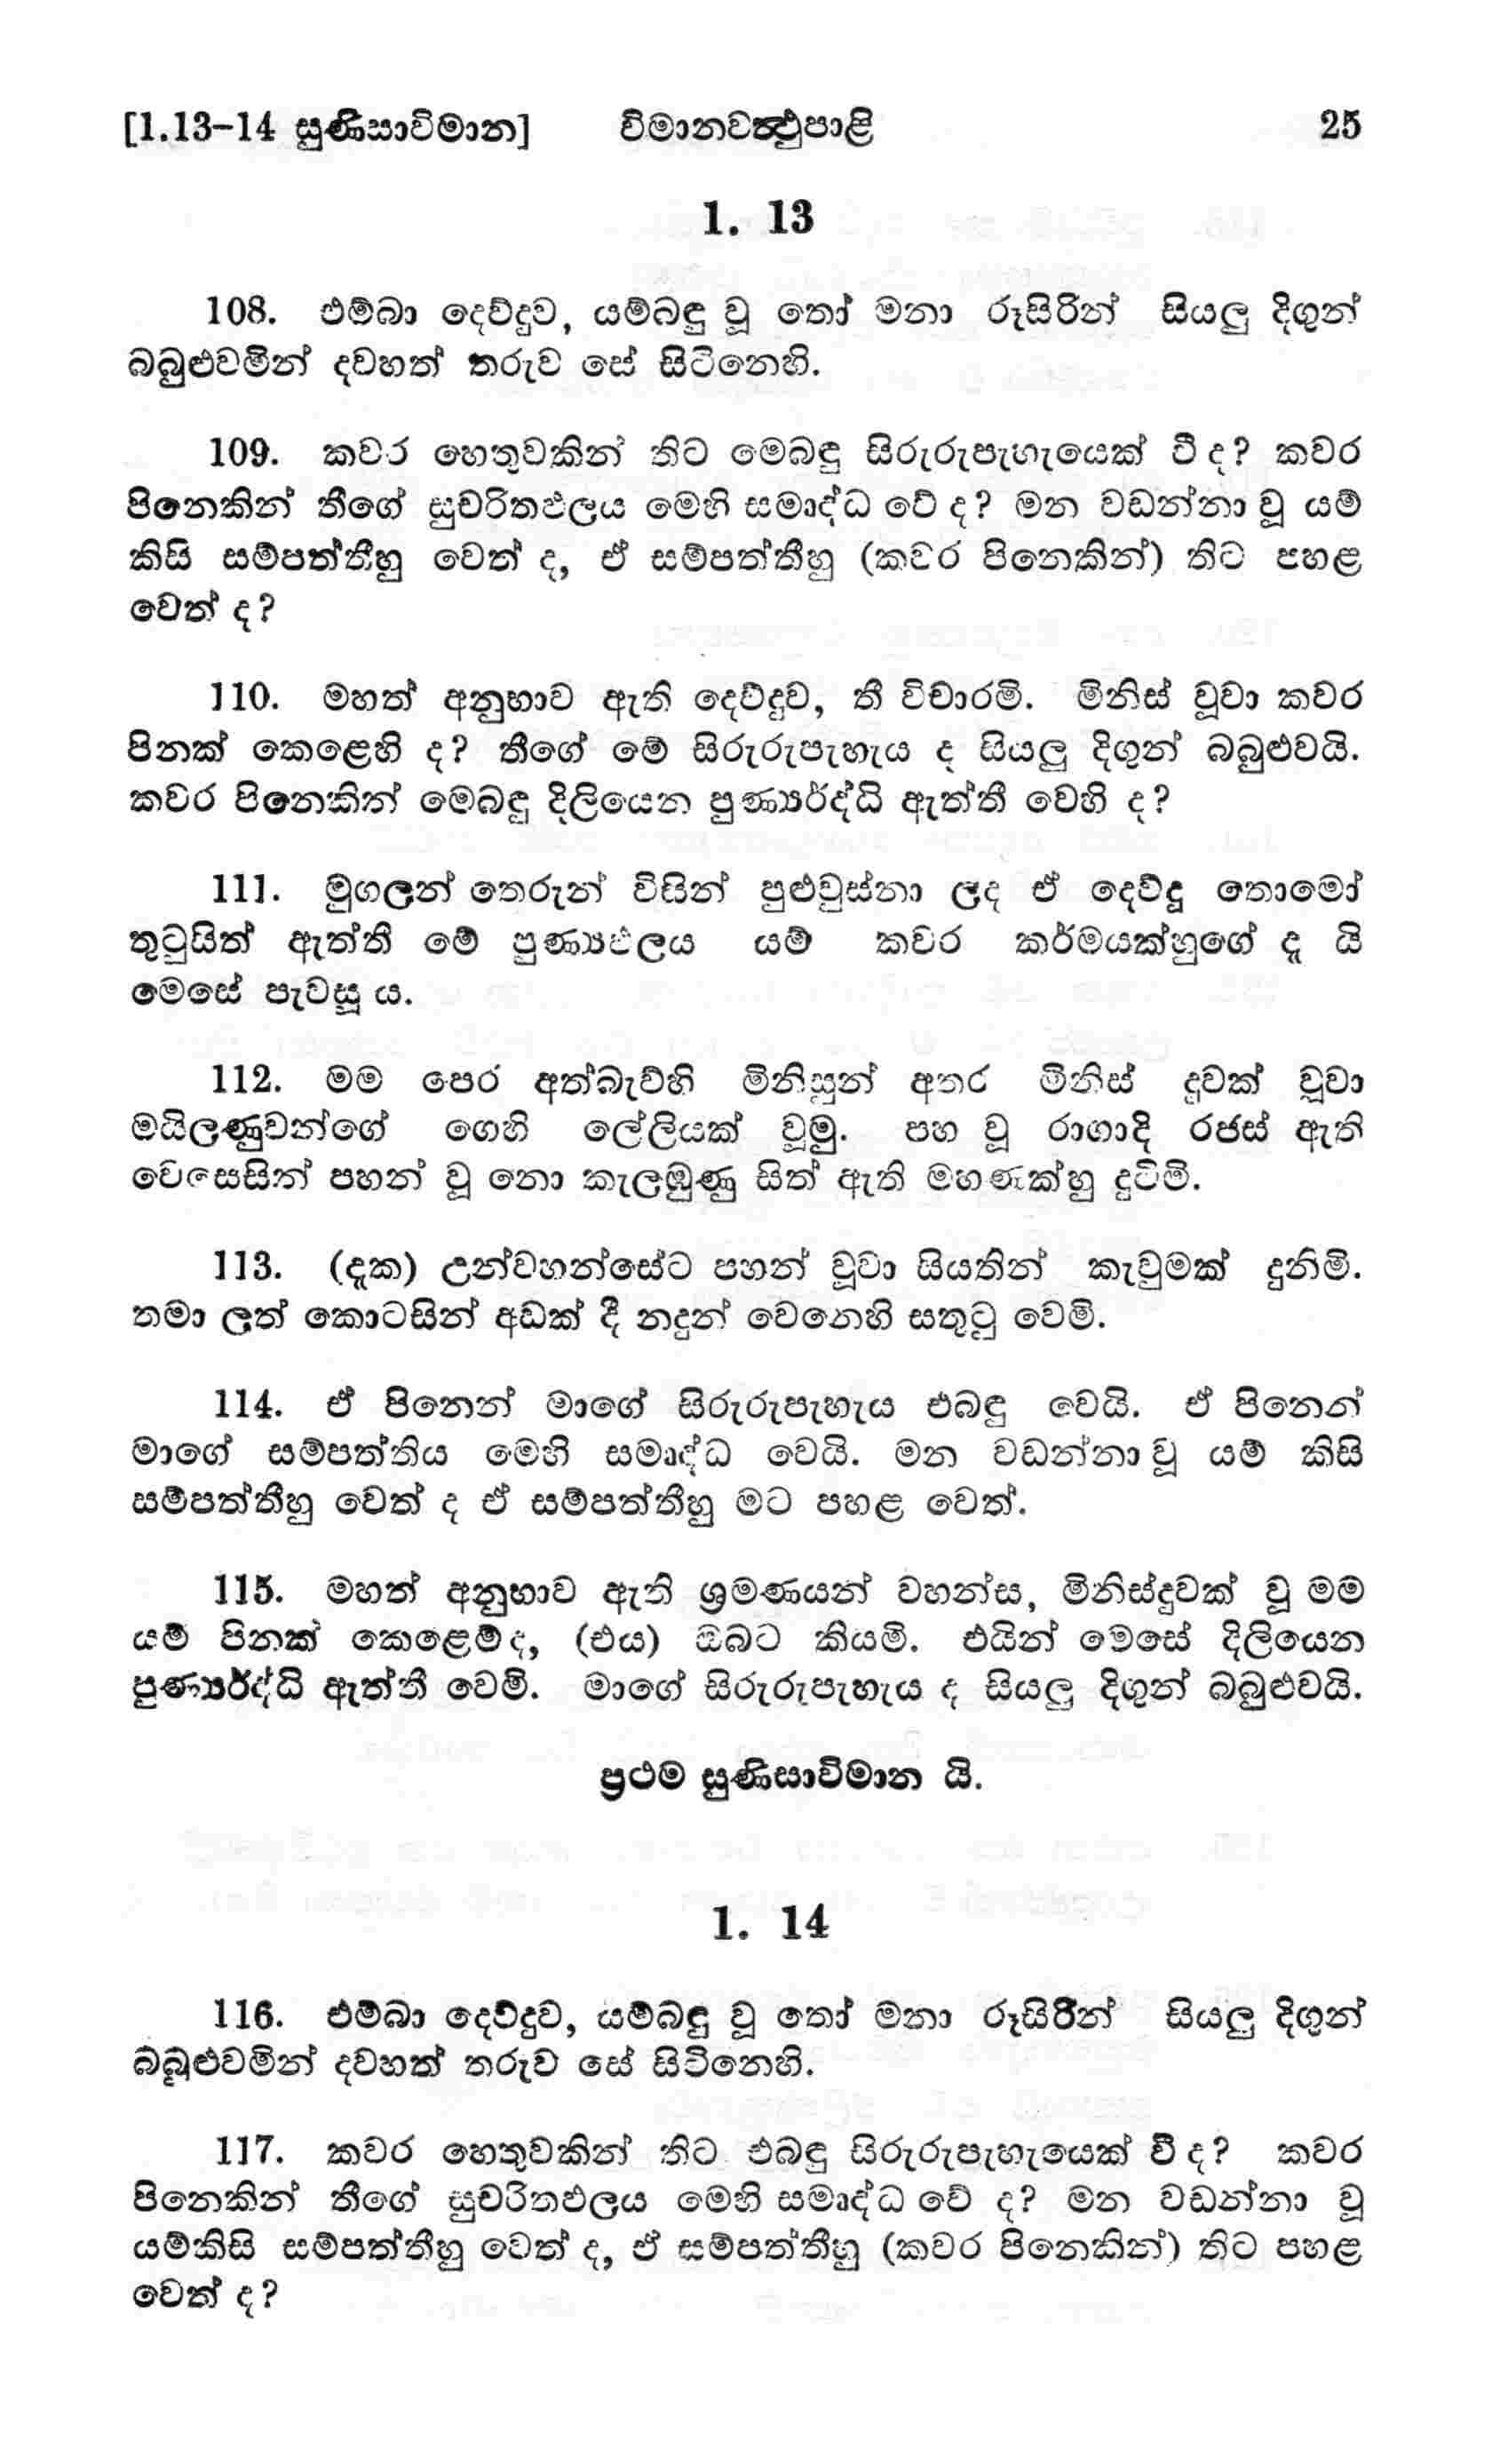 [1.13-14 සුණිසාවිමාන] විමානවත්‍ථුපාළි 25
1. 13
108. එම්බා දෙව්දුව, යම්බඳු වූ තෝ මනා රූසිරින් සියලු දිගුන්
බබුළුවමින් දවහත් තරුව සේ සිටිනෙහි.
109. කවර හෙතුවකින් තිට මෙබඳු සිරුරුපැහැයෙක් වී ද? කවර
පිනෙකින් තීගේ සුචරිතඵලය මෙහි සමෘද්ධ වේ ද? මන වඩන්නා වූ යම්
කිසි සම්පත්තීහු වෙත් ද, ඒ සම්පත්තීහු (කවර පිනෙකින්) තිට පහළ
වෙත් ද?
110. මහත් අනුභාව ඇති දෙව්දුව, තී විචාරමි. මිනිස් වූවා කවර
පිනක් කෙළෙහි ද? තීගේ මේ සිරුරුපැහැය ද සියලු දිගුන් බබුළුවයි.
කවර පිනෙකින් මෙබඳු දිලියෙන පුණ්‍යර්ද්ධි ඇත්තී වෙහි ද?
111. මුගලන් තෙරුන් විසින් පුළුවුස්නා ලද ඒ දෙව්දූ තොමෝ
තුටුසිත් ඇත්තී මේ පුණ්‍යඵලය යම් කවර කර්මයක්හුගේ දැ යි
මෙසේ පැවසූ ය.
112. මම පෙර අත්බැව්හි මිනිසුන් අතර මිනිස් දුවක් වූවා
ඔයිලණුවන්ගේ ගෙහි ලේලියක් වූමු. පහ වූ රාගාදි රජස් ඇති
වෙසෙසින් පහන් වූ නො කැලඹුණු සිත් ඇති මහණක්හු දුටිමි.
113. (දැක) උන්වහන්සේට පහන් වූවා සියතින් කැවුමක් දුනිමි.
තමා ලත් කොටසින් අඩක් දී නදුන් වෙනෙහි සතුටු වෙමි.
114. ඒ පිනෙන් මාගේ සිරුරුපැහැය එබඳු වෙයි. ඒ පිනෙන්
මාගේ සම්පත්තිය මෙහි සමෘද්ධ වෙයි. මන වඩන්නා වූ යම් කිසි
සම්පත්තීහු වෙත් ද ඒ සම්පත්තීහු මට පහළ වෙත්.
115. මහත් අනුභාව ඇති ශ්‍රමණයන් වහන්ස, මිනිස්දුවක් වූ මම
යම් පිනක් කෙළෙම් ද, (එය) ඔබට කියමි. එයින් මෙසේ දිලියෙන
පුණ්‍යර්ද්ධි ඇත්තී වෙමි. මාගේ සිරුරුපැහැය ද සියලු දිගුන් බබුළුවයි.
ප්‍රථම සුණිසාවිමාන යි.
1. 14
116. එම්බා දෙව්දුව, යම්බඳු වූ තෝ මනා රූසිරින් සියලු දිගුන්
බබුළුවමින් දවහත් තරුව සේ සිටිනෙහි.
117. කවර හෙතුවකින් තිට එබඳු සිරුරුපැහැයෙක් වී ද? කවර
පිනෙකින් තීගේ සුචරිතඵලය මෙහි සමෘද්ධ වේ ද? මන වඩන්නා වූ
යම්කිසි සම්පත්තීහු වෙත් ද, ඒ සම්පත්තීහු (කවර පිනෙකින්) තිට පහළ
වෙත් ද?